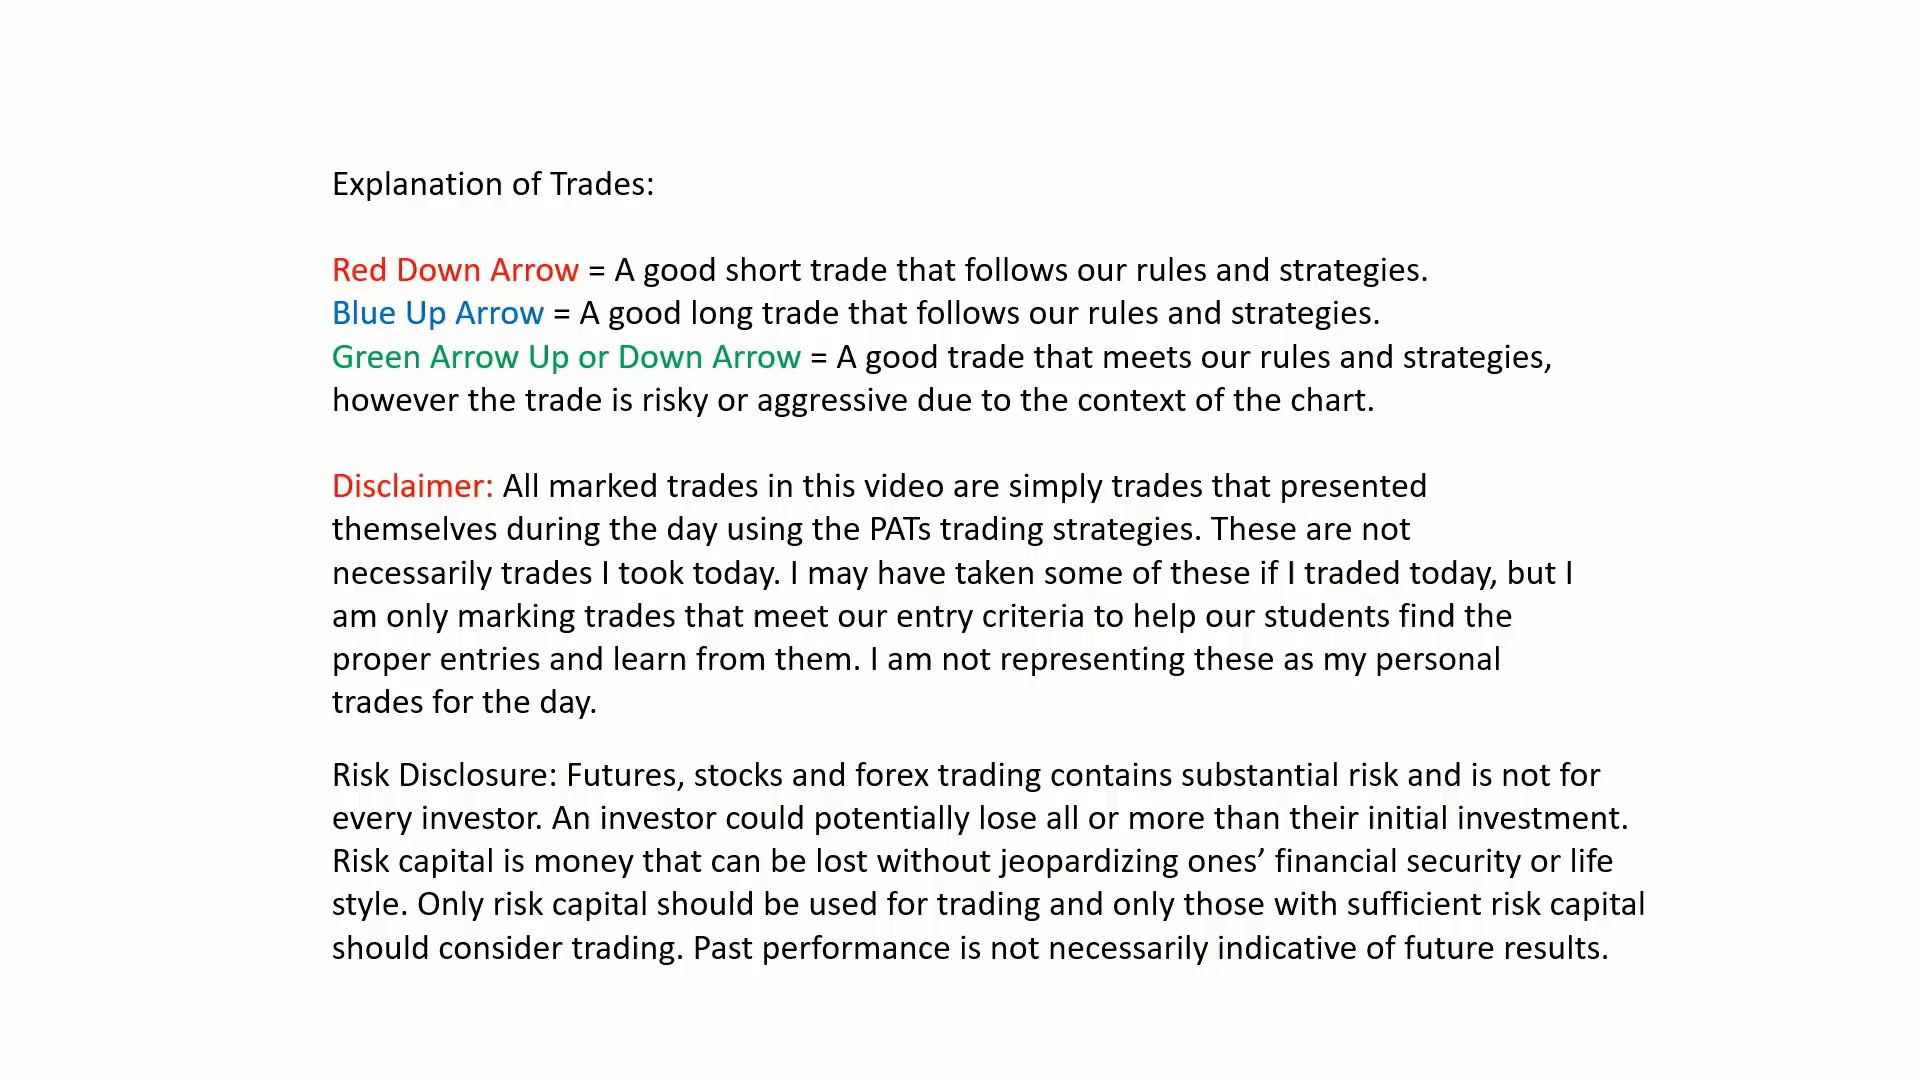 Explanation of Trades:
Red Down Arrow = A good short trade that follows our rules and strategies.
Blue Up Arrow = A good long trade that follows our rules and strategies.
Green Arrow Up or Down Arrow = A good trade that meets our rules and strategies,
however the trade is risky or aggressive due to the context of the chart.
Disclaimer: All marked trades in this video are simply trades that presented
themselves during the day using the PATs trading strategies. These are not
necessarily trades I took today. I may have taken some of these if I traded today, but I
am only marking trades that meet our entry criteria to help our students find the
proper entries and learn from them. I am not representing these as my personal
trades for the day.
Risk Disclosure: Futures, stocks and forex trading contains substantial risk and is not for
every investor. An investor could potentially lose all or more than their initial investment.
Risk capital is money that can be lost without jeopardizing ones’ financial security or life
style. Only risk capital should be used for trading and only those with sufficient risk capital
should consider trading. Past performance is not necessarily indicative of future results.